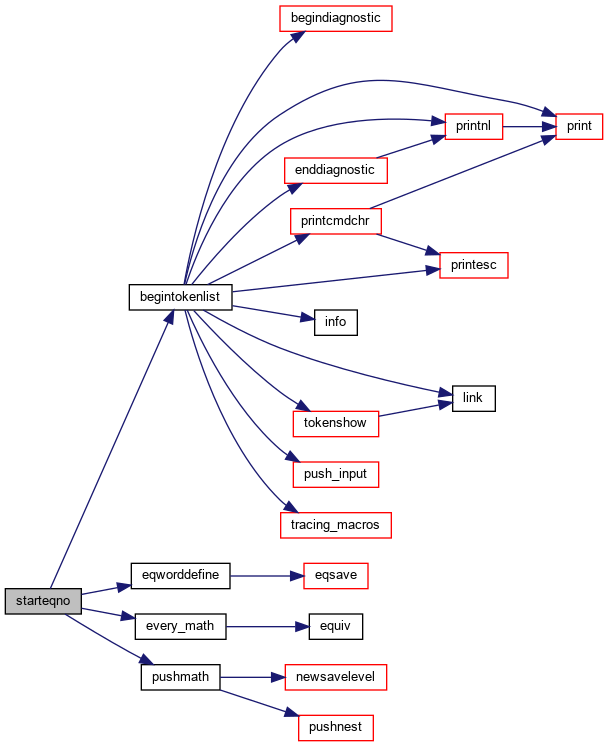 begindiagnostic
printnl
print
enddiagnostic
printcmdchr
printesc
begintokenlist
info
link
tokenshow
push_input
tracing_macros
eqworddefine
eqsave
starteqno
every_math
equiv
pushmath
newsavelevel
pushnest